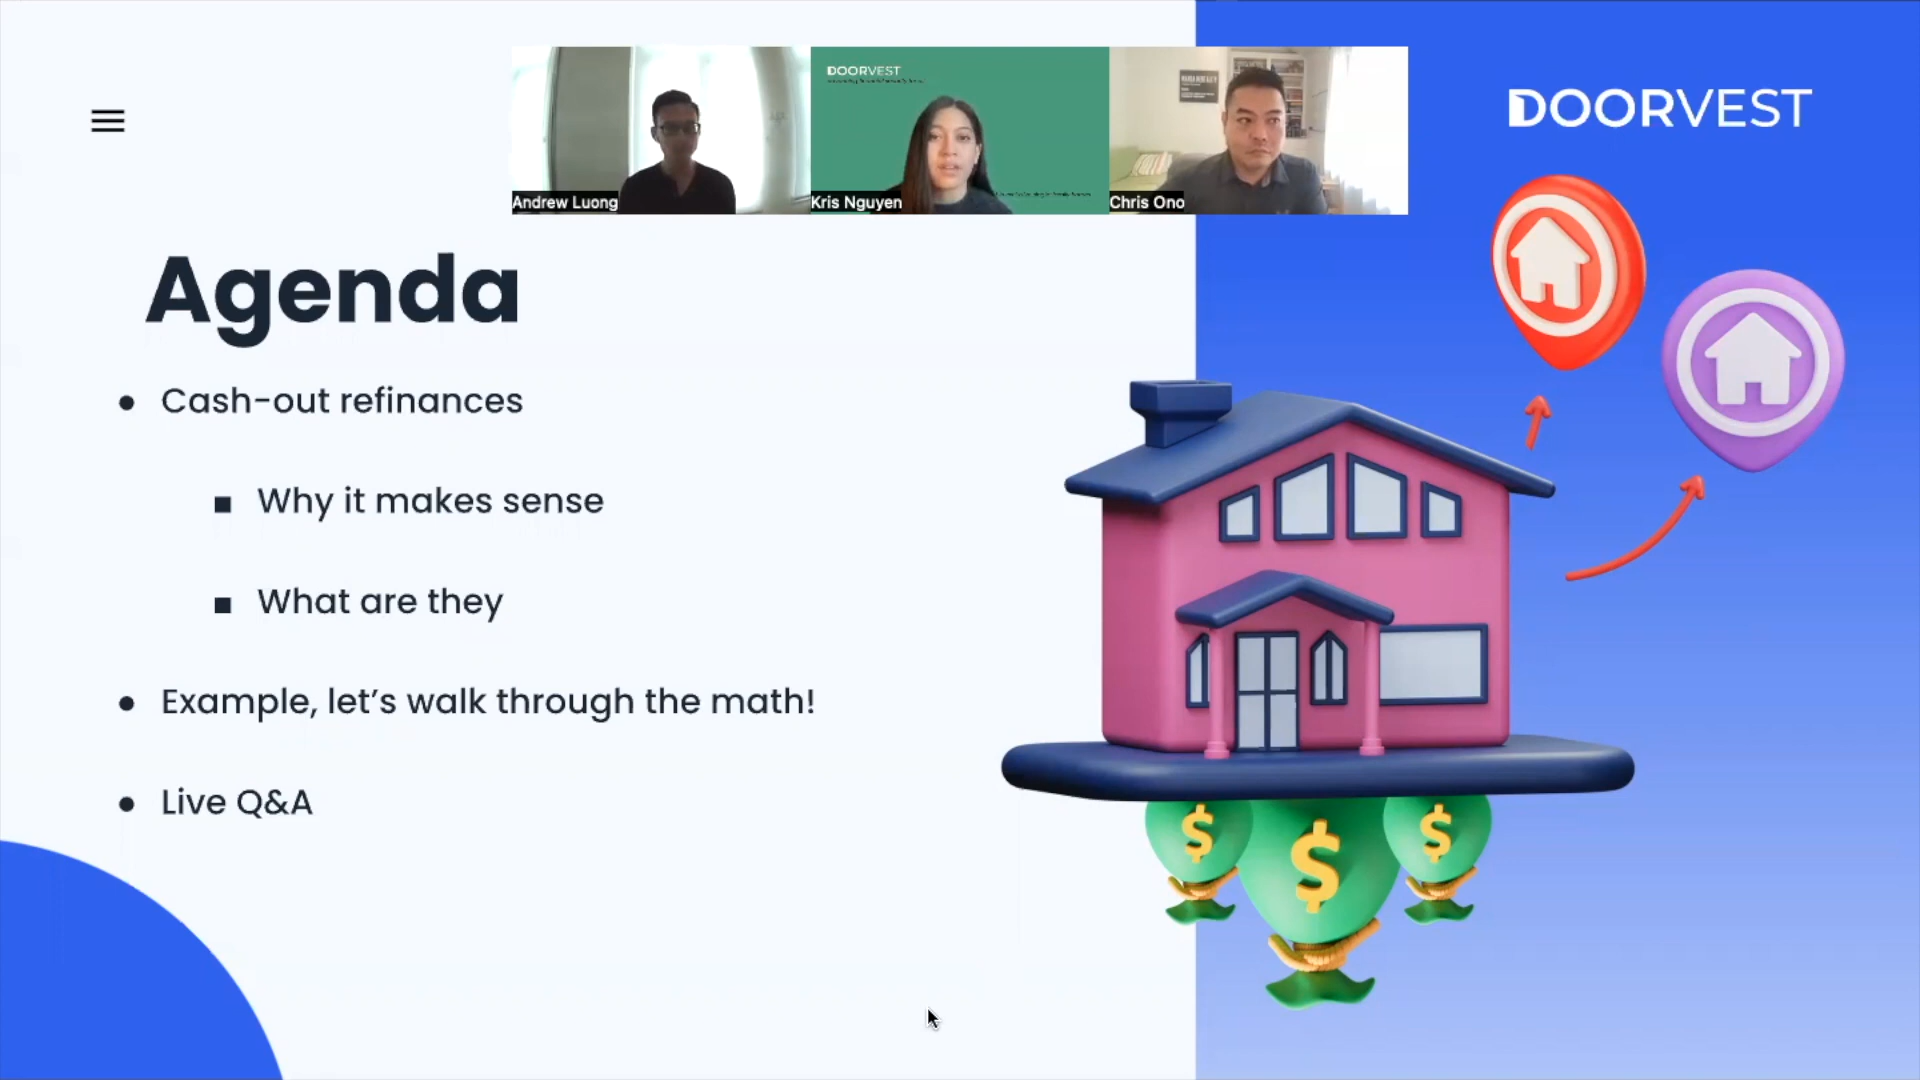 DOORVEST
Andrew Luong
Kris Nguyen
Chris Ono
DOORVEST
Agenda
• Cash-out refinances
▪ Why it makes sense
▪ What are they
• Example, let’s walk through the math!
• Live Q&A
$
$
$